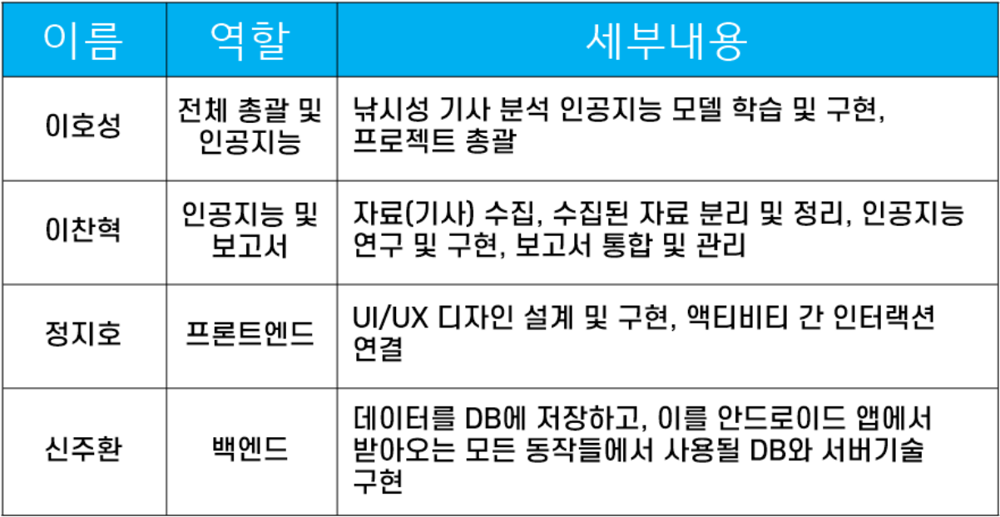 이름 역할 세부내용
이호성
전체 총괄 및
인공지능
낚시성 기사 분석 인공지능 모델 학습 및 구현,
프로젝트 총괄
이찬혁
인공지능 및
보고서
자료(기사) 수집, 수집된 자료 분리 및 정리, 인공지능
연구 및 구현, 보고서 통합 및 관리
정지호
프론트엔드
UI/UX 디자인 설계 및 구현, 액티비티 간 인터랙션
연결
신주환
백엔드
데이터를 DB에 저장하고, 이를 안드로이드 앱에서
받아오는 모든 동작들에서 사용될 DB와 서버기술
구현